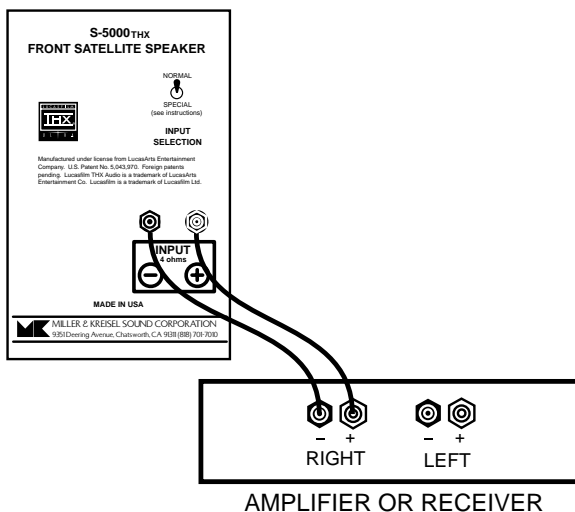 S-5000THX
FRONT SATELLITE SPEAKER
NORMAL
SPECIAL
(see instructions)
INPUT
SELECTION
LUCASFILM
THX
ULTRA
Manufactured under license from LucasArts Entertainment
Company. U.S. Patent No. 5,043,970. Foreign patents
pending. Lucasfilm THX Audio is a trademark of LucasArts
Entertainment Co. Lucasfilm is a trademark of Lucasfilm Ltd.
INPUT
4 ohms
− +
MADE IN USA
MK MILLER & KREISEL SOUND CORPORATION
9351 Deering Avenue, Chatsworth, CA 91311 (818) 701-7010
− + − +
RIGHT LEFT
AMPLIFIER OR RECEIVER